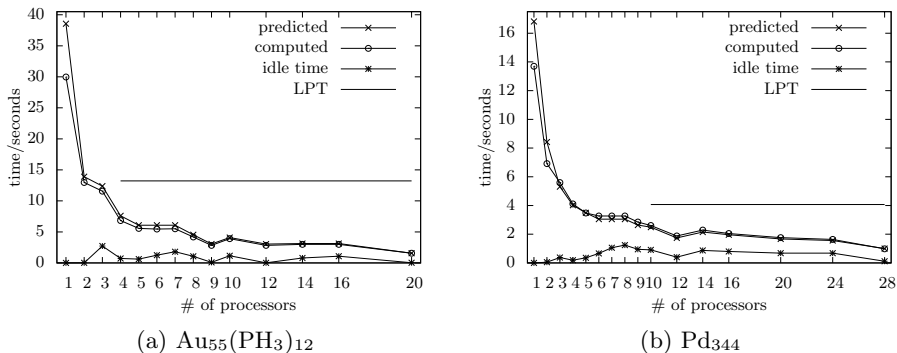 40
35
30
25
20
15
10
5
0
time/seconds
predicted
computed
idle time
LPT
1 2 3 4 5 6 7 8 9 10 12 14 16 20
# of processors
(a) Au₅₅(PH₃)₁₂
16
14
12
10
8
6
4
2
0
time/seconds
predicted
computed
idle time
LPT
1 2 3 4 5 6 7 8 9 10 12 14 16 20 24 28
# of processors
(b) Pd₃₄₄